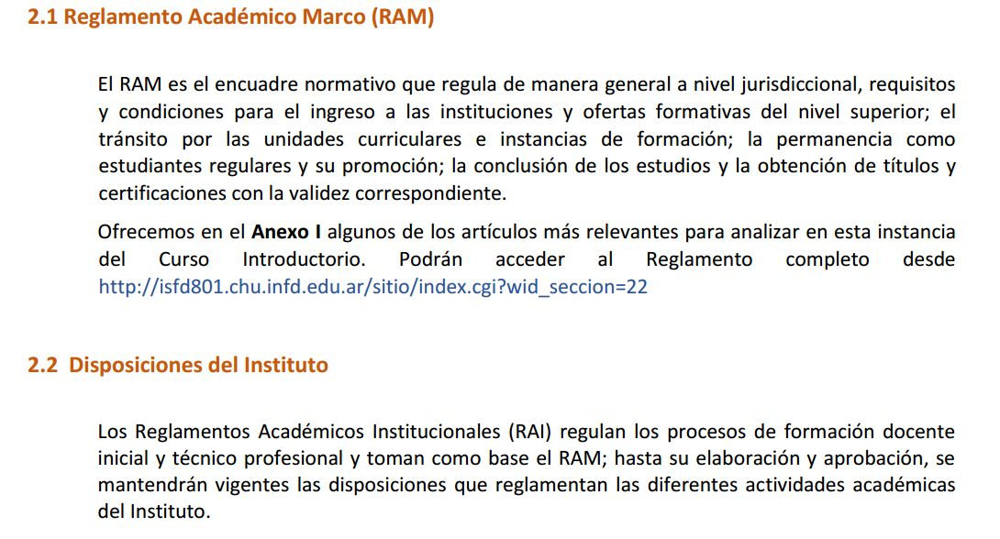 2.1 Reglamento Académico Marco (RAM)
El RAM es el encuadre normativo que regula de manera general a nivel jurisdiccional, requisitos
y condiciones para el ingreso a las instituciones y ofertas formativas del nivel superior; el
tránsito por las unidades curriculares e instancias de formación; la permanencia como
estudiantes regulares y su promoción; la conclusión de los estudios y la obtención de títulos y
certificaciones con la validez correspondiente.
Ofrecemos en el Anexo I algunos de los artículos más relevantes para analizar en esta instancia
del Curso Introductorio. Podrán acceder al Reglamento completo desde
http://isfd801.chu.infd.edu.ar/sitio/index.cgi?wid_seccion=22
2.2 Disposiciones del Instituto
Los Reglamentos Académicos Institucionales (RAI) regulan los procesos de formación docente
inicial y técnico profesional y toman como base el RAM; hasta su elaboración y aprobación, se
mantendrán vigentes las disposiciones que reglamentan las diferentes actividades académicas
del Instituto.